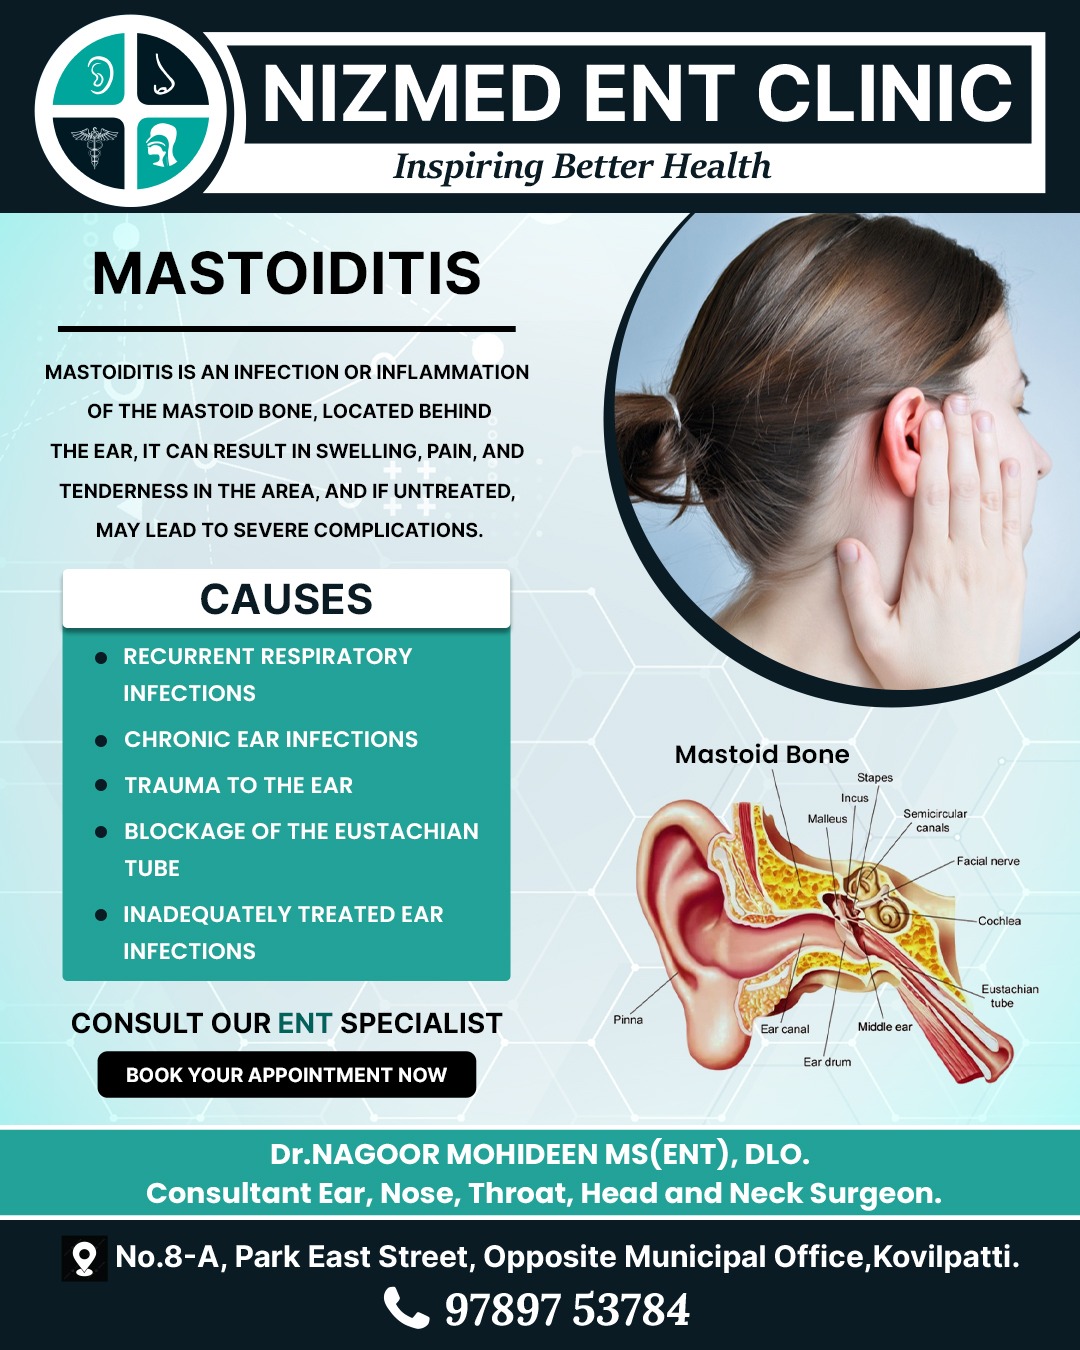 NIZMED ENT CLINIC
Inspiring Better Health
MASTOIDITIS
MASTOIDITIS IS AN INFECTION OR INFLAMMATION
OF THE MASTOID BONE, LOCATED BEHIND
THE EAR, IT CAN RESULT IN SWELLING, PAIN, AND
TENDERNESS IN THE AREA, AND IF UNTREATED,
MAY LEAD TO SEVERE COMPLICATIONS.
CAUSES
RECURRENT RESPIRATORY
INFECTIONS
CHRONIC EAR INFECTIONS
TRAUMA TO THE EAR
BLOCKAGE OF THE EUSTACHIAN
TUBE
INADEQUATELY TREATED EAR
INFECTIONS
CONSULT OUR ENT SPECIALIST
BOOK YOUR APPOINTMENT NOW
Mastoid Bone
Stapes
Incus
Malleus
Semicircular
canals
Facial nerve
Cochlea
Eustachian
tube
Pinna
Ear canal
Middle ear
Ear drum
Dr.NAGOOR MOHIDEEN MS(ENT), DLO.
Consultant Ear, Nose, Throat, Head and Neck Surgeon.
No.8-A, Park East Street, Opposite Municipal Office,Kovilpatti.
97897 53784